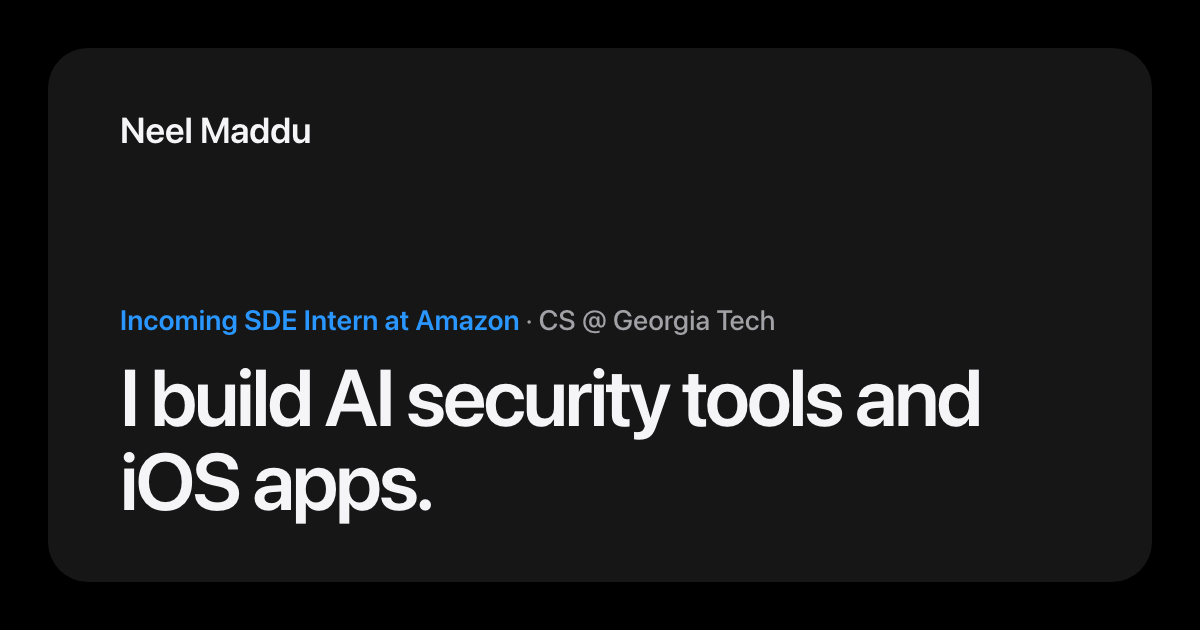 Neel Maddu
Incoming SDE Intern at Amazon · CS @ Georgia Tech
I build AI security tools and
iOS apps.